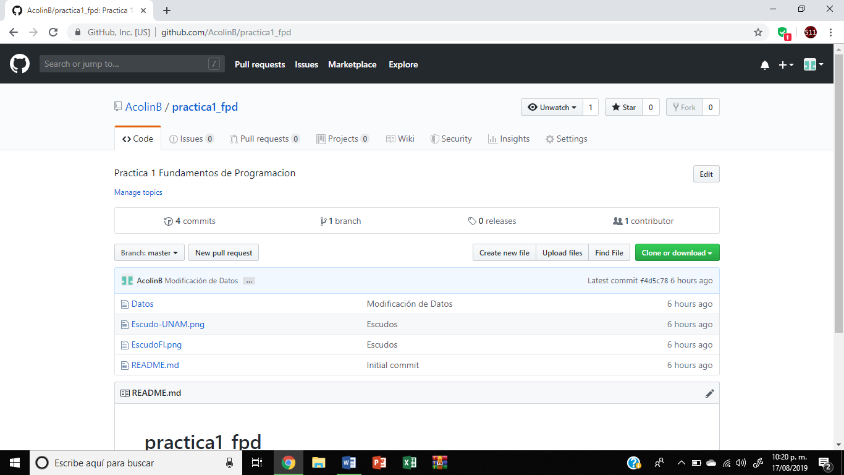 AcolinB/practica1_fpd: Practica 1
GitHub, Inc. [US] | github.com/AcolinB/practica1_fpd
Search or jump to... / Pull requests Issues Marketplace Explore
AcolinB / practica1_fpd
Unwatch 1 Star 0 Fork 0
Code Issues 0 Pull requests 0 Projects 0 Wiki Security Insights Settings
Practica 1 Fundamentos de Programacion Edit
Manage topics
4 commits 1 branch 0 releases 1 contributor
Branch: master New pull request Create new file Upload files Find File Clone or download
AcolinB Modificación de Datos ... Latest commit f4d5c78 6 hours ago
Datos Modificación de Datos 6 hours ago
Escudo-UNAM.png Escudos 6 hours ago
EscudoFI.png Escudos 6 hours ago
README.md Initial commit 6 hours ago
README.md
practica1_fpd
Escribe aquí para buscar
10:20 p. m.
17/08/2019
2